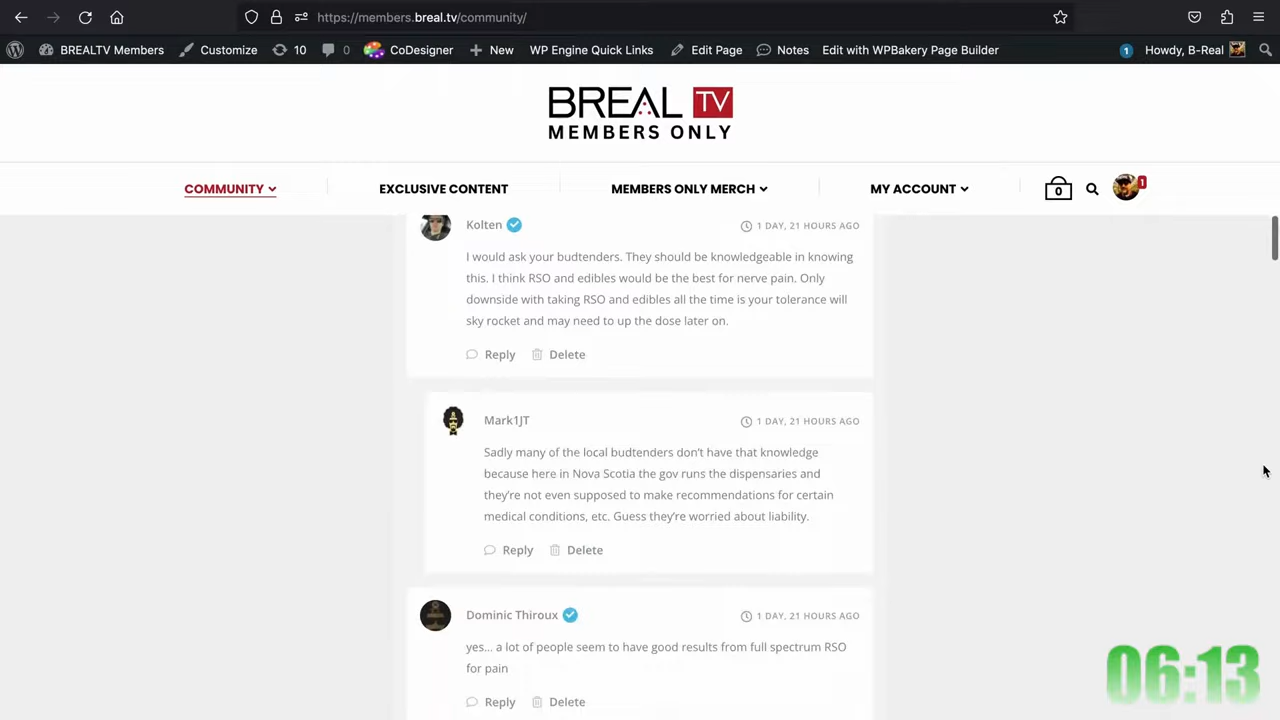 https://members.breal.tv/community/
BREALTV Members
Customize
10
0
CoDesigner
New
WP Engine Quick Links
Edit Page
Notes
Edit with WPBakery Page Builder
1
Howdy, B-Real
BREAL TV
MEMBERS ONLY
COMMUNITY
EXCLUSIVE CONTENT
MEMBERS ONLY MERCH
MY ACCOUNT
0
1
Kolten
1 DAY, 21 HOURS AGO
I would ask your budtenders. They should be knowledgeable in knowing
this. I think RSO and edibles would be the best for nerve pain. Only
downside with taking RSO and edibles all the time is your tolerance will
sky rocket and may need to up the dose later on.
Reply
Delete
Mark1JT
1 DAY, 21 HOURS AGO
Sadly many of the local budtenders don't have that knowledge
because here in Nova Scotia the gov runs the dispensaries and
they're not even supposed to make recommendations for certain
medical conditions, etc. Guess they're worried about liability.
Reply
Delete
Dominic Thiroux
1 DAY, 21 HOURS AGO
yes... a lot of people seem to have good results from full spectrum RSO
for pain
Reply
Delete
06:13